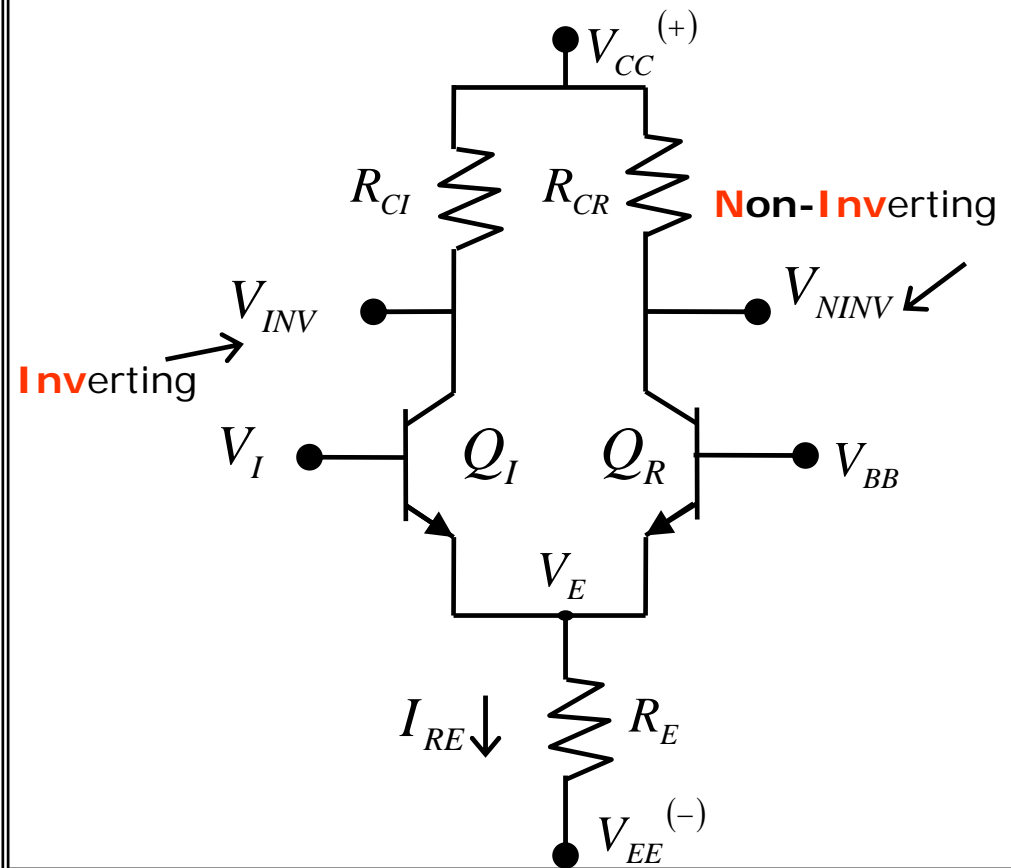 V_CC (+)
R_CI
R_CR
Non-Inverting
V_INV
V_NINV
Inverting
V_I
Q_I
Q_R
V_BB
V_E
I_RE
R_E
V_EE (−)